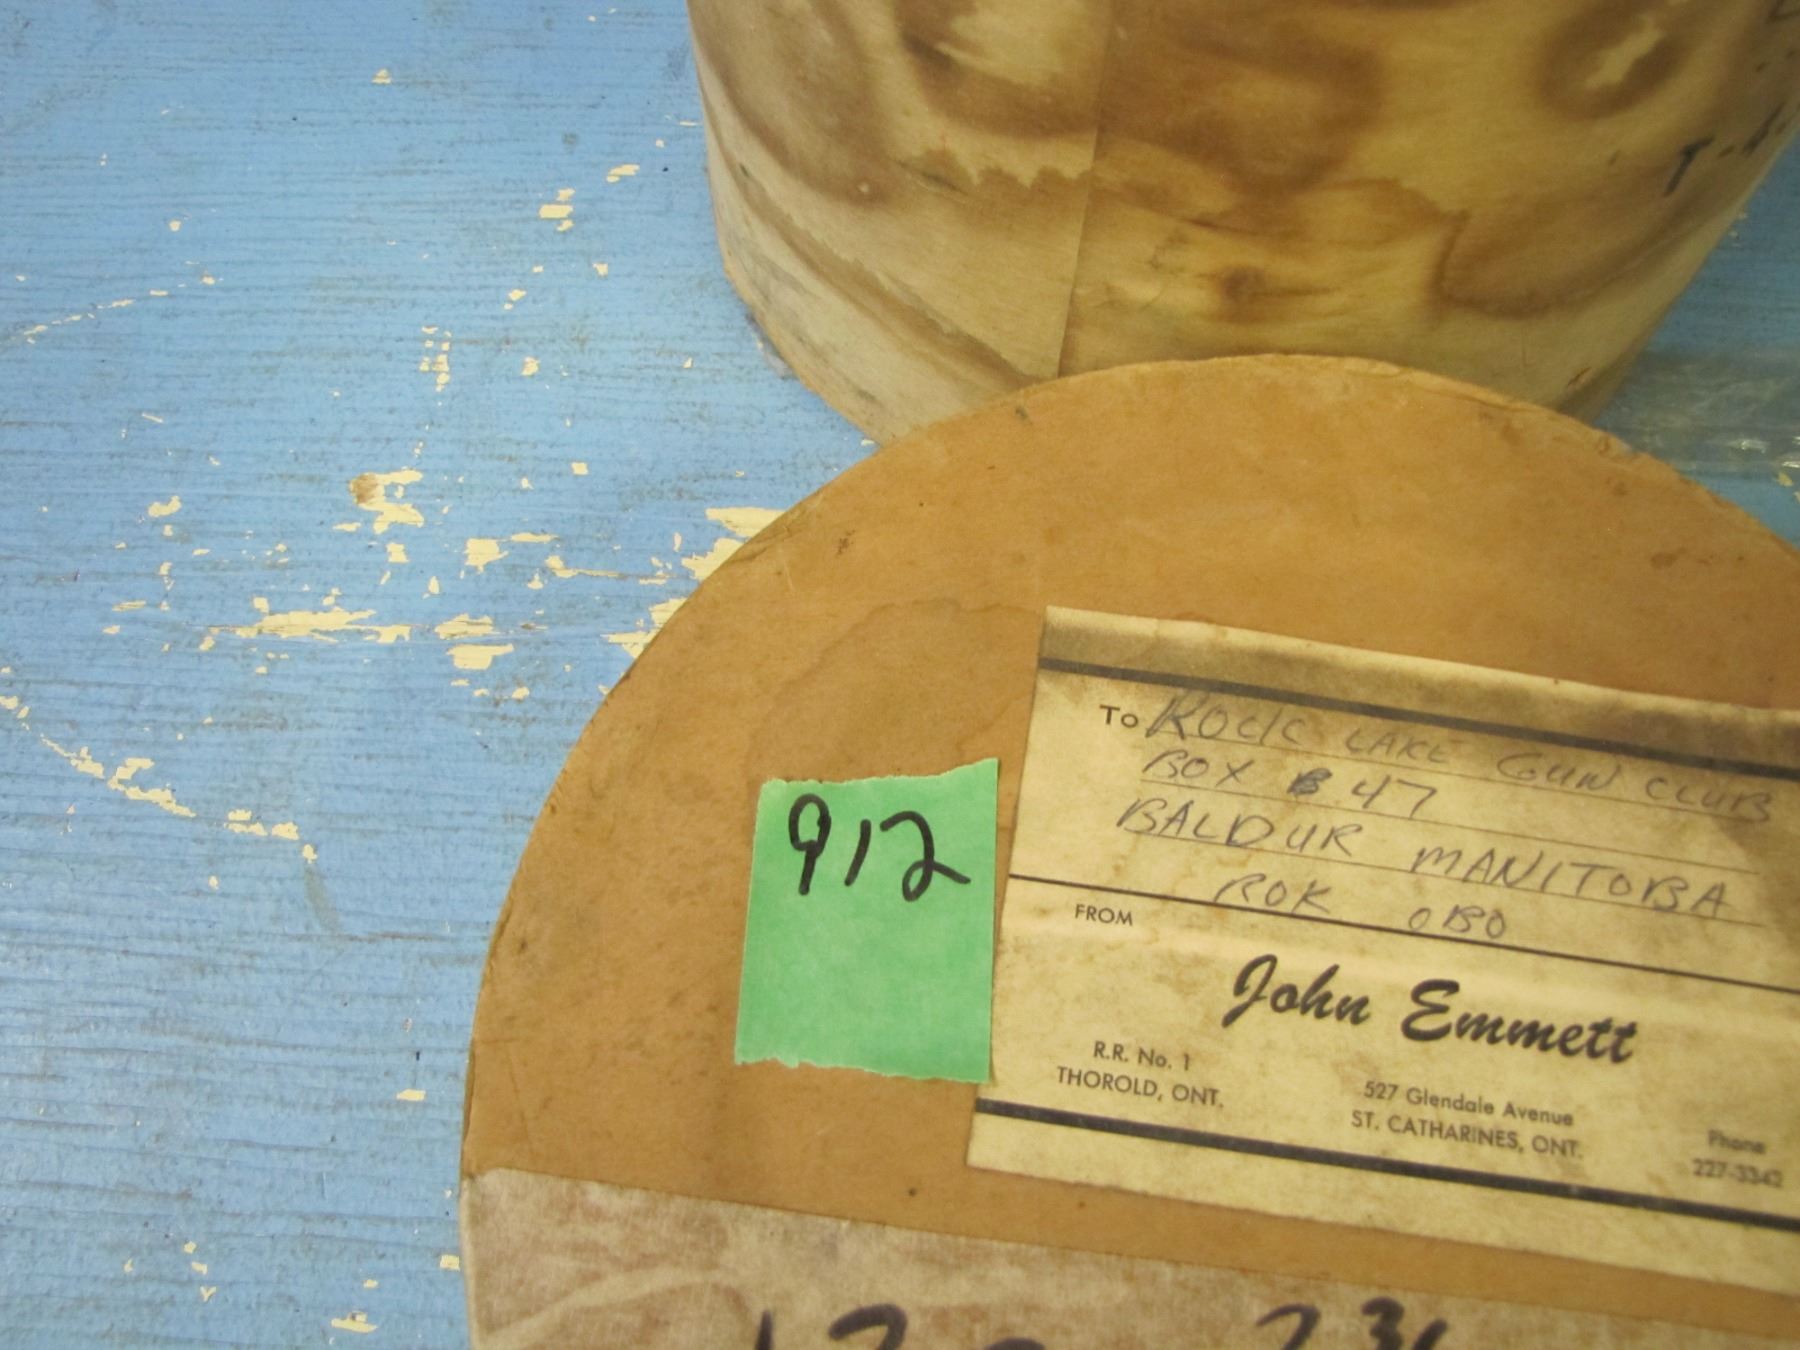 912
To ROCK LAKE GUN CLUB
BOX 47
BALDUR MANITOBA
ROK OBO
FROM
John Emmett
R.R. No. 1
THOROLD, ONT.
527 Glendale Avenue
ST. CATHARINES, ONT.
Phone
227-3342